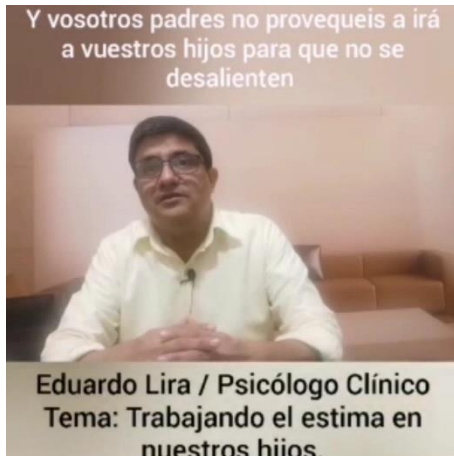 Y vosotros padres no provequeis a irá
a vuestros hijos para que no se
desalienten
Eduardo Lira / Psicólogo Clínico
Tema: Trabajando el estima en
nuestros hijos.